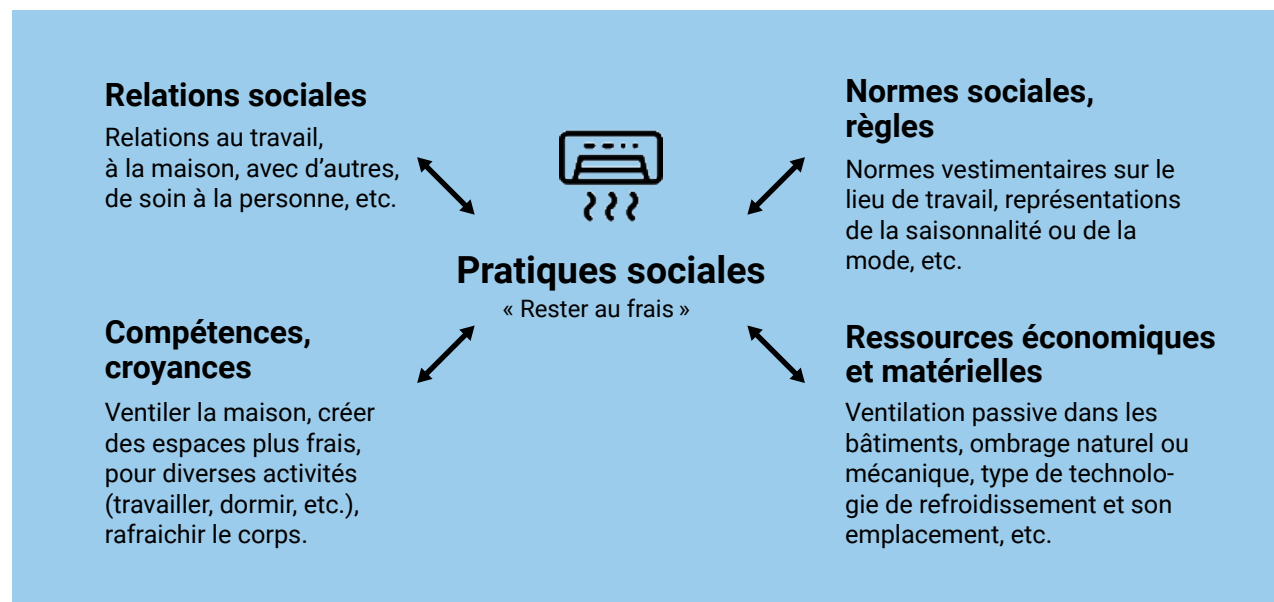 Relations sociales
Relations au travail,
à la maison, avec d'autres,
de soin à la personne, etc.
Normes sociales,
règles
Normes vestimentaires sur le
lieu de travail, représentations
de la saisonnalité ou de la
mode, etc.
Pratiques sociales
« Rester au frais »
Compétences,
croyances
Ventiler la maison, créer
des espaces plus frais,
pour diverses activités
(travailler, dormir, etc.),
rafraichir le corps.
Ressources économiques
et matérielles
Ventilation passive dans les
bâtiments, ombrage naturel ou
mécanique, type de technolo-
gie de refroidissement et son
emplacement, etc.